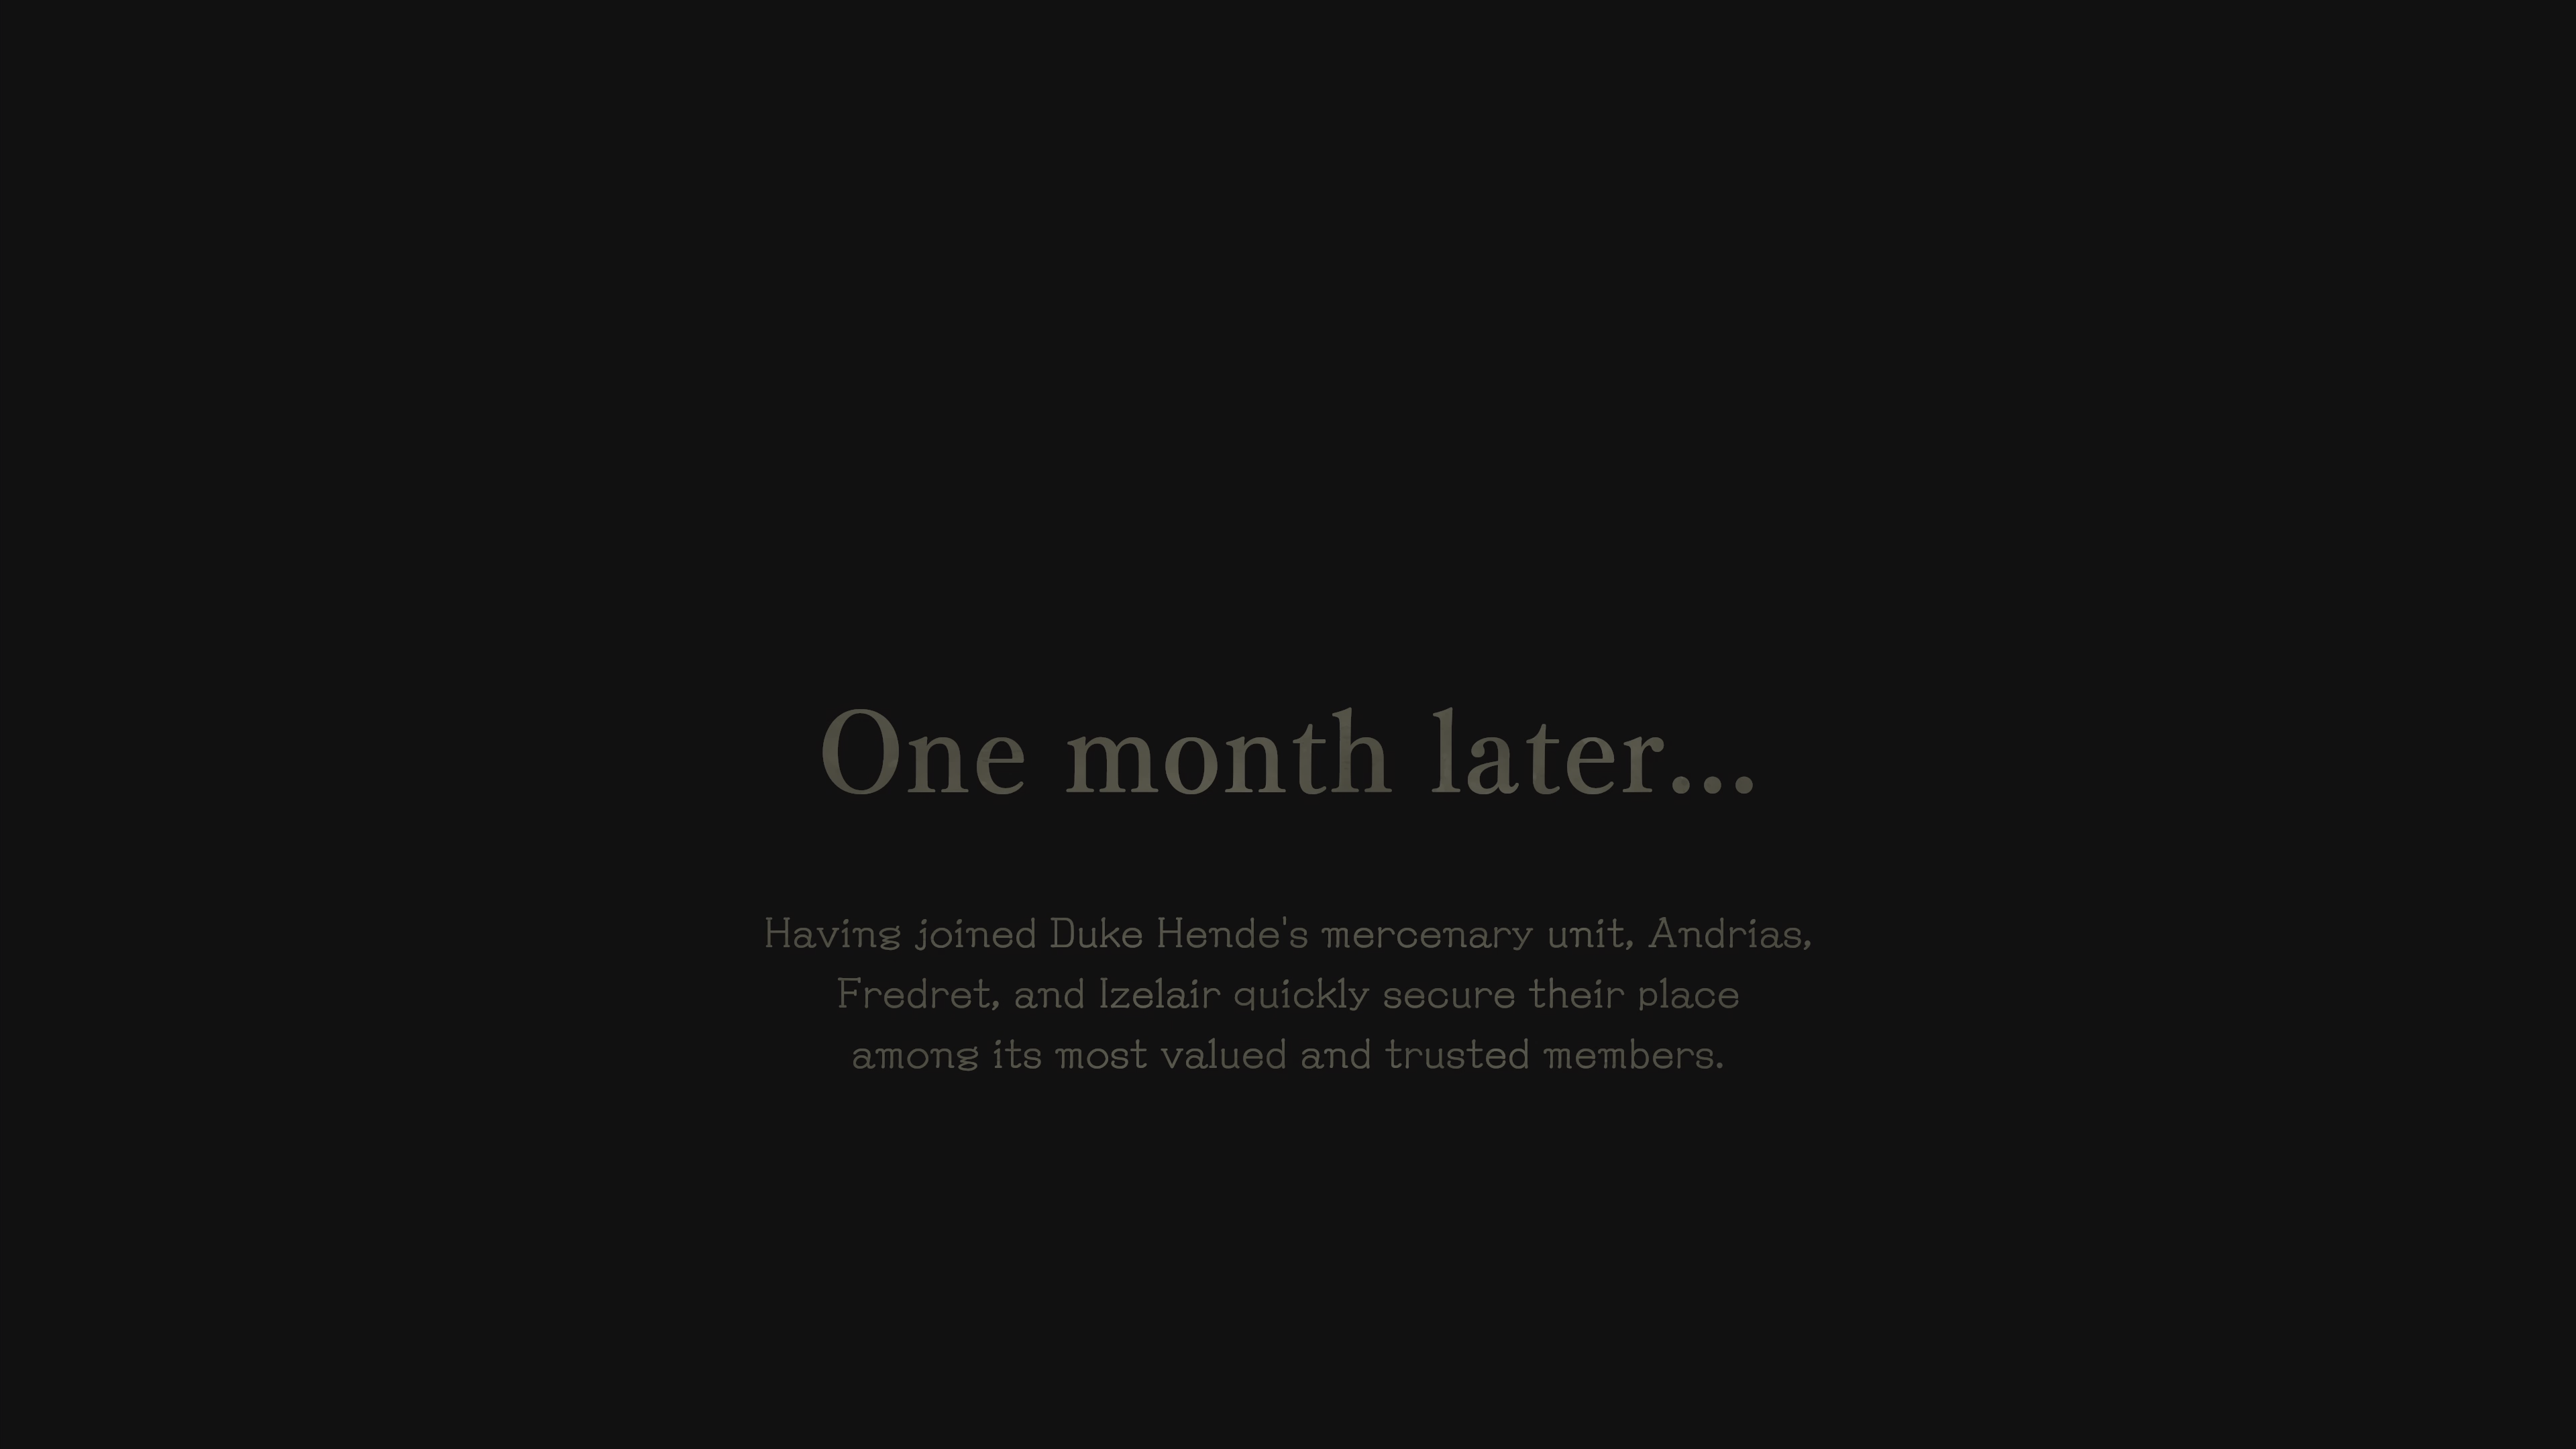 One month later...
Having joined Duke Hende's mercenary unit, Andrias,
Fredret, and Izelair quickly secure their place
among its most valued and trusted members.